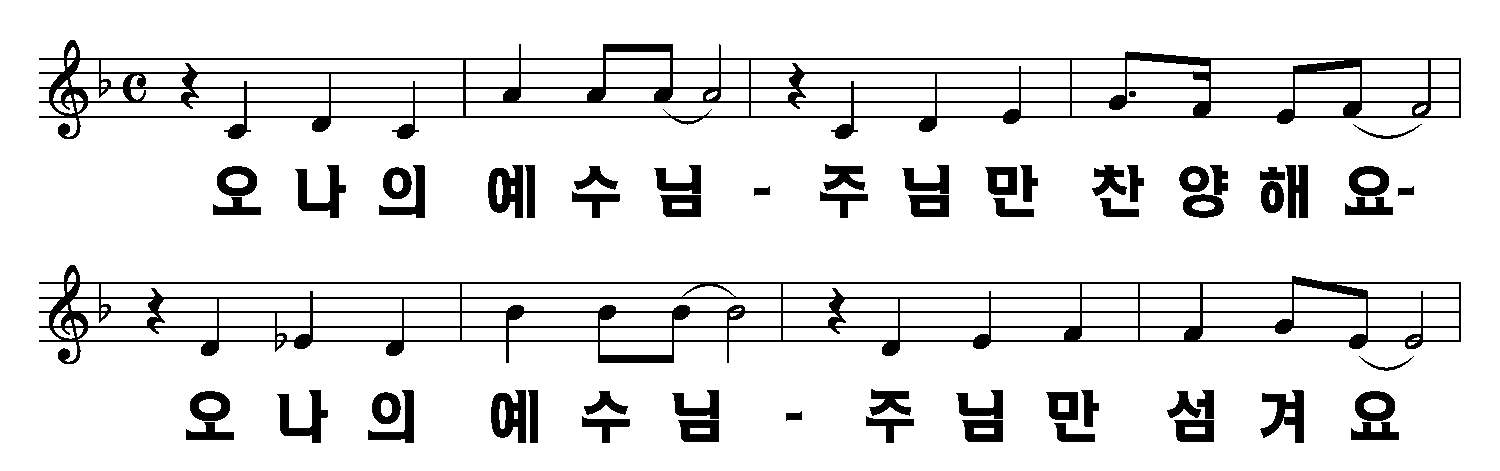 오 나 의 예 수 님 - 주 님 만 찬 양 해 요-
오 나 의 예 수 님 - 주 님 만 섬 겨 요